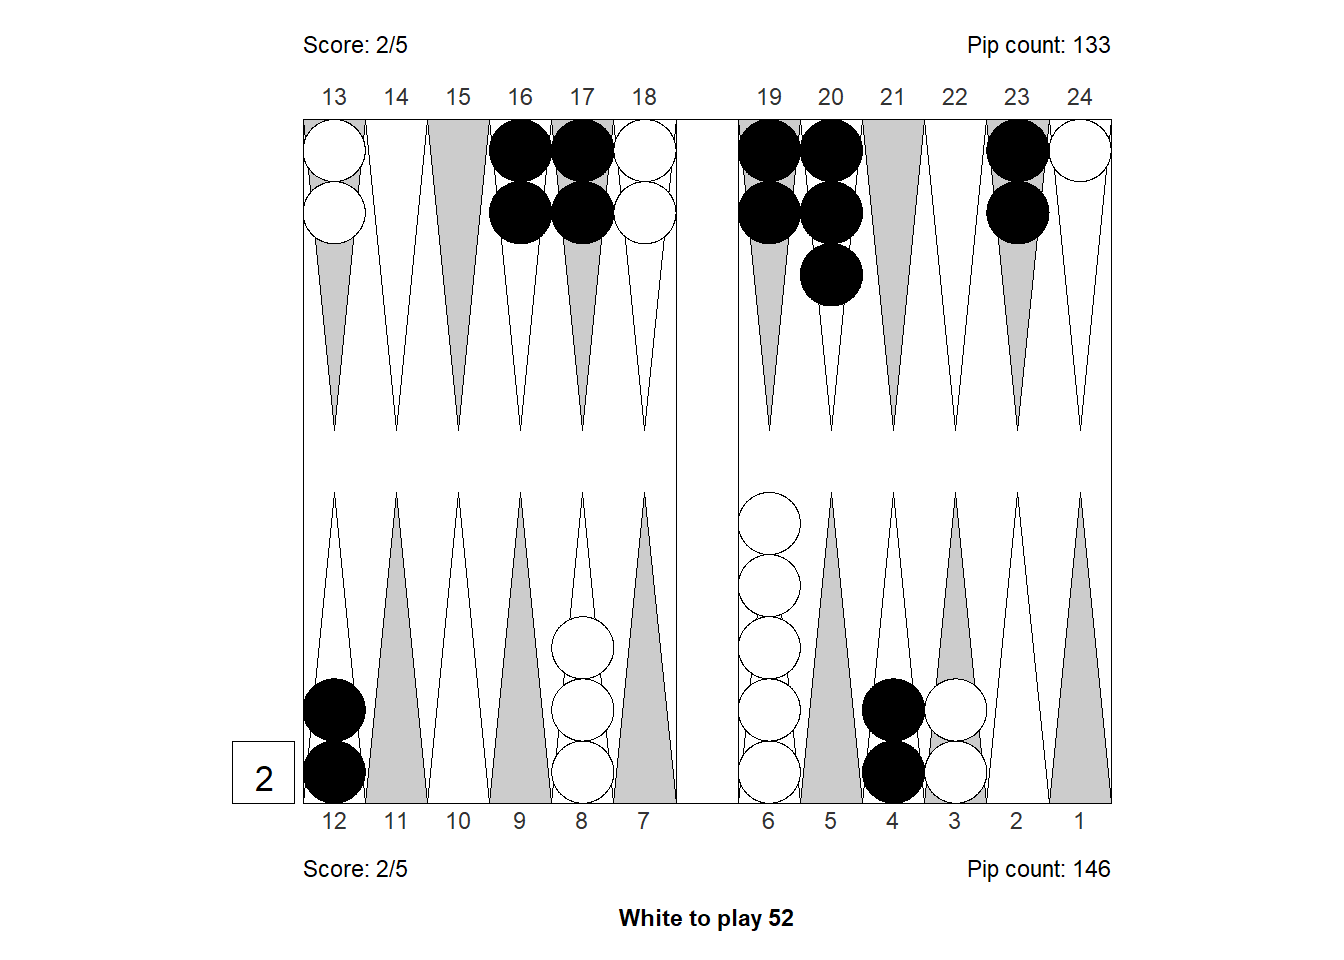 Score: 2/5 Pip count: 133
13 14 15 16 17 18 19 20 21 22 23 24
2
12 11 10 9 8 7 6 5 4 3 2 1
Score: 2/5 Pip count: 146
White to play 52